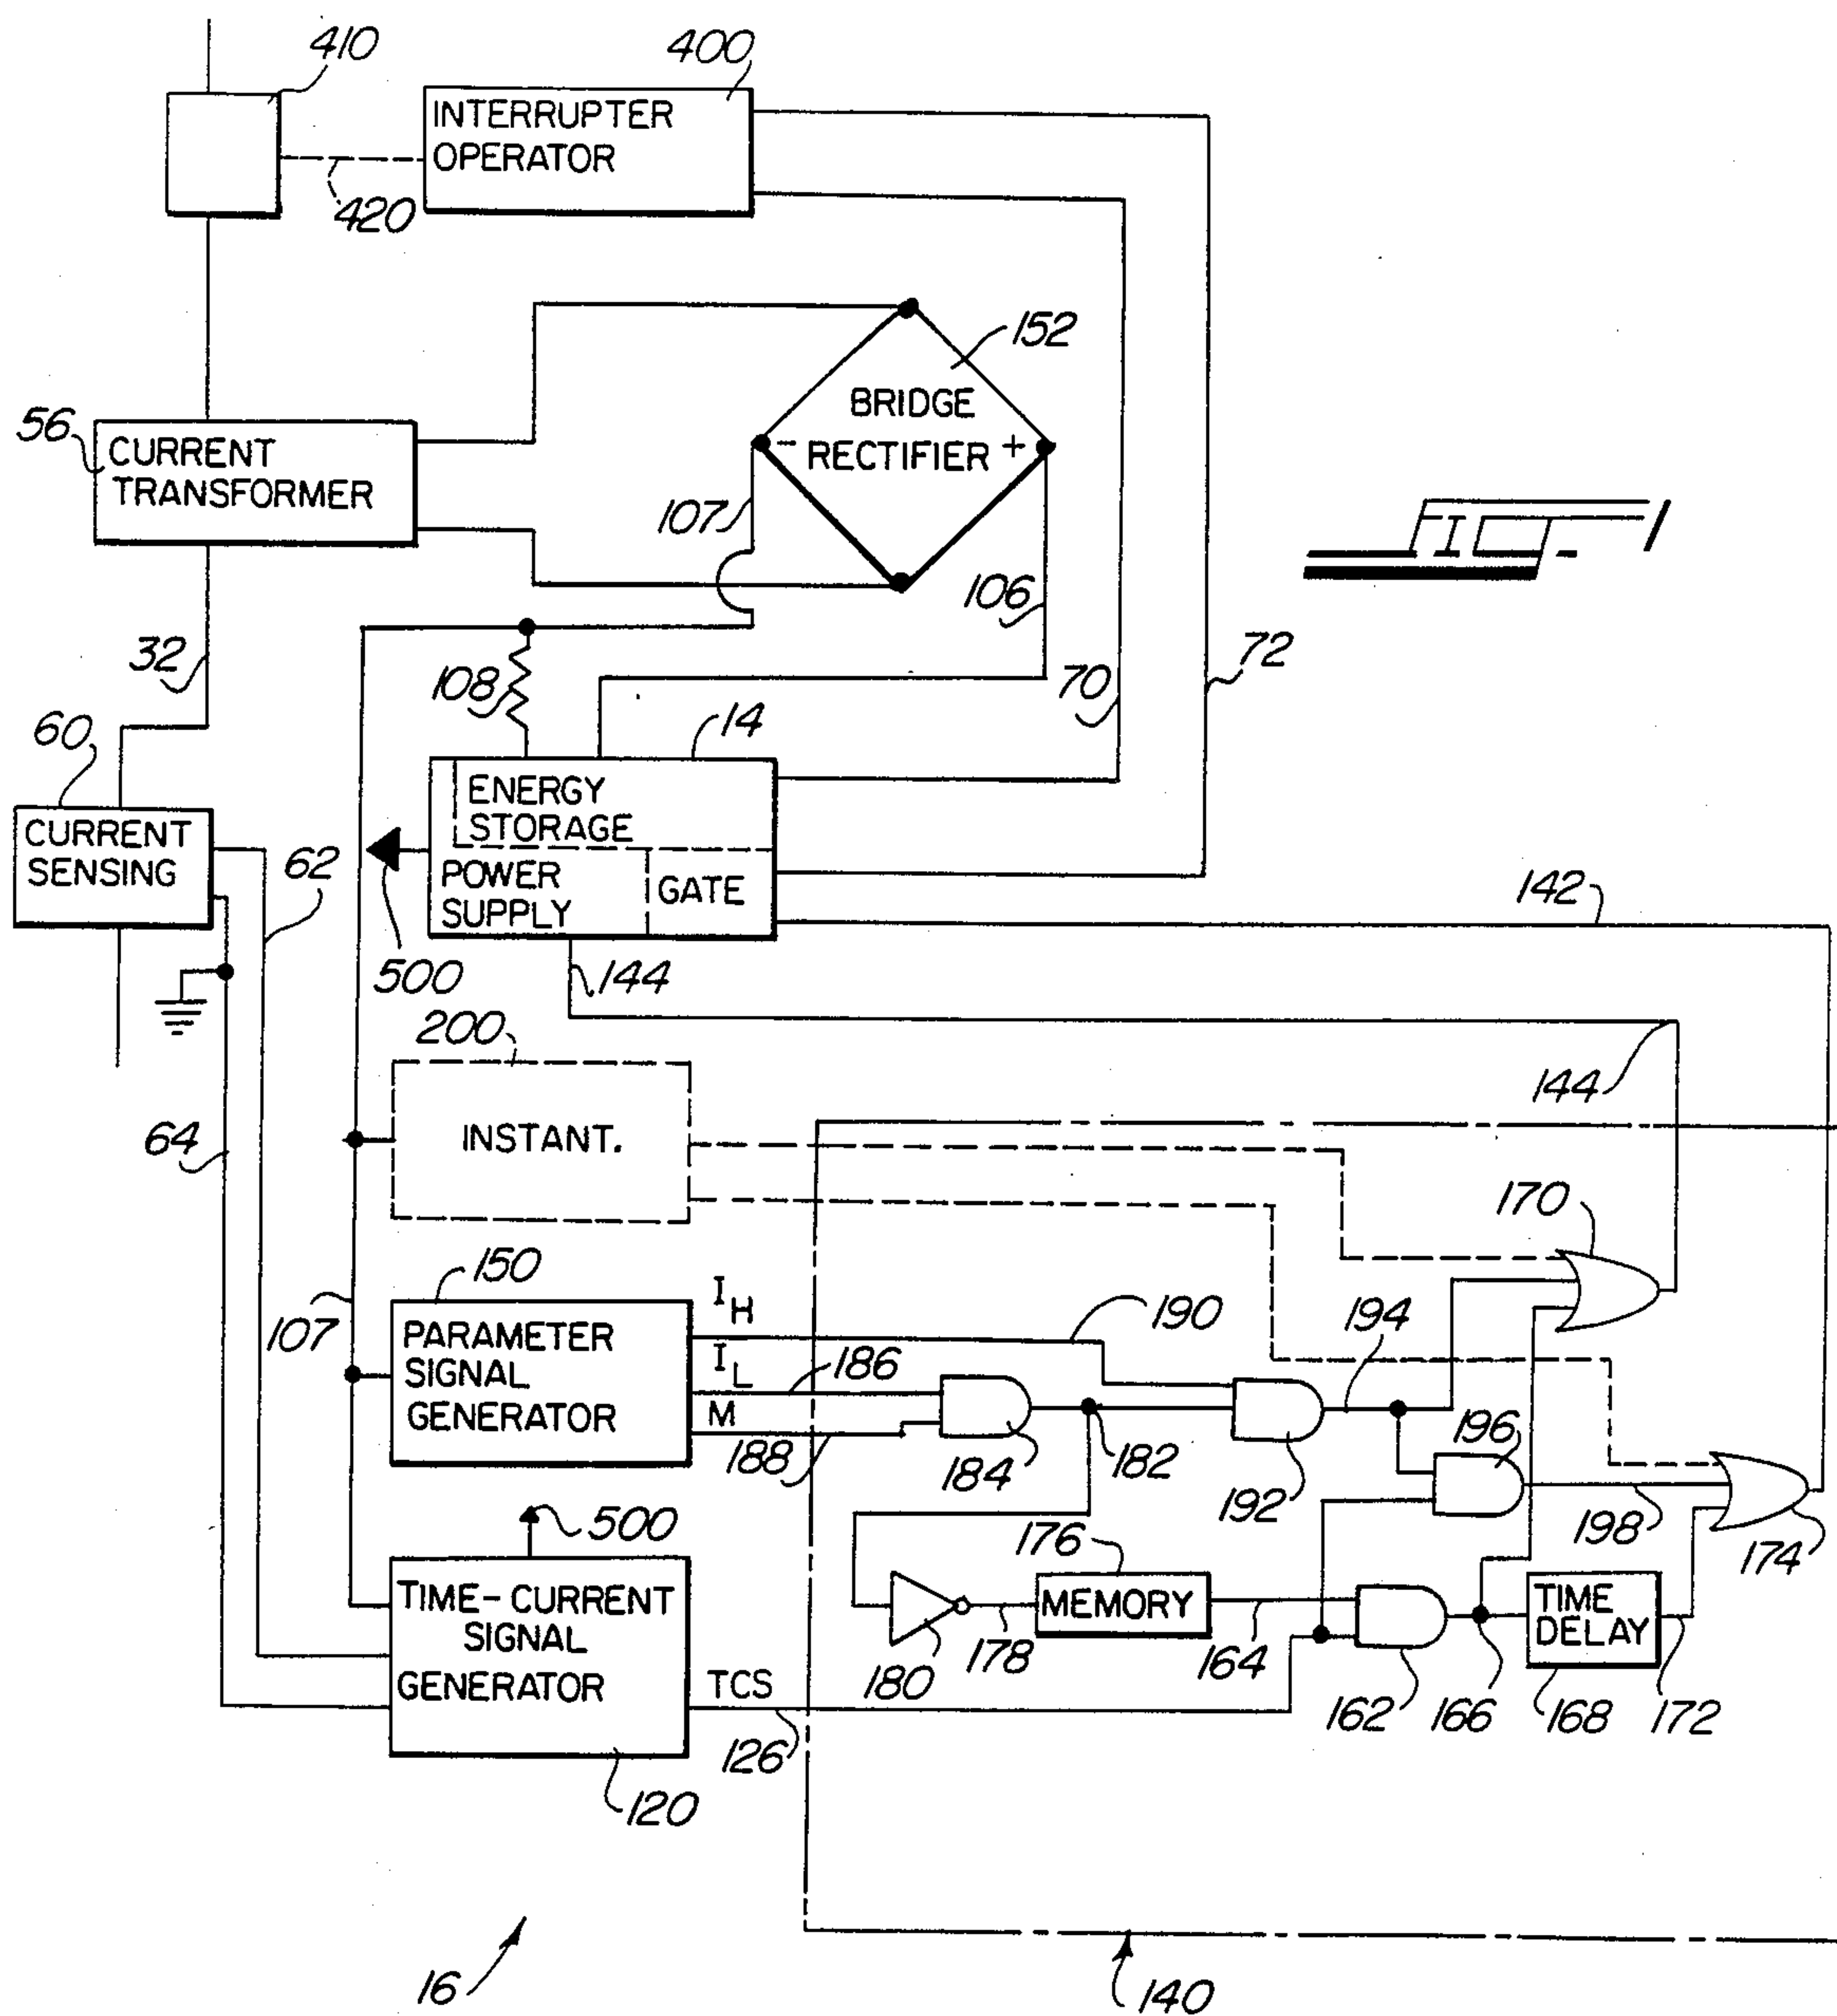 410
400
INTERRUPTER
OPERATOR
420
152
BRIDGE
- RECTIFIER +
56
CURRENT
TRANSFORMER
107
106
FIG. 1
32
108
70
72
60
14
ENERGY
STORAGE
CURRENT
SENSING
62
POWER
SUPPLY
GATE
142
500
144
200
144
64
INSTANT.
170
150
I_H
190
194
107
PARAMETER
SIGNAL
GENERATOR
I_L
186
M
188
184
182
192
196
198
174
500
176
TIME-CURRENT
SIGNAL
GENERATOR
MEMORY
TIME
DELAY
180
178
164
162
166
168
172
TCS
126
120
16
140